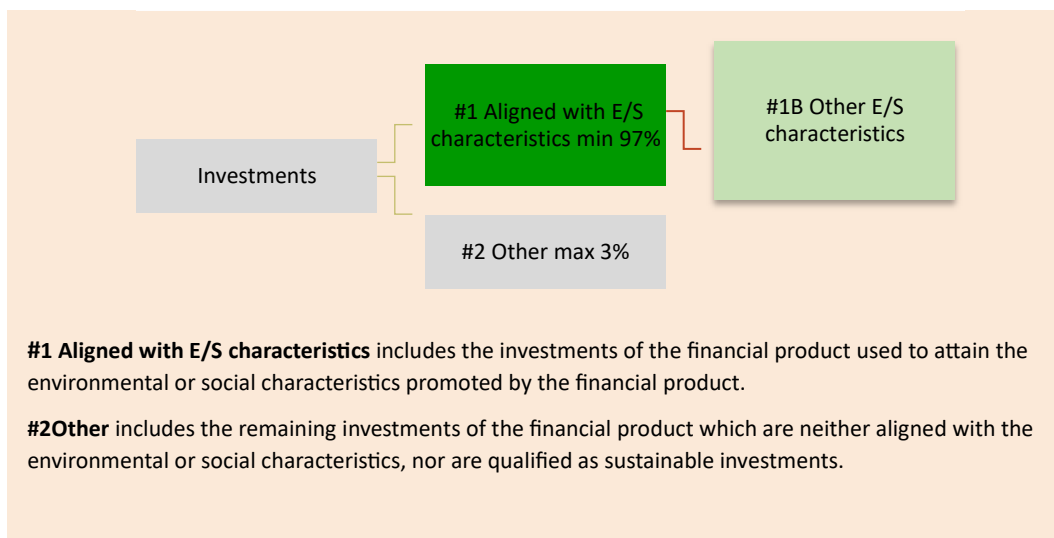 #1 Aligned with E/S
characteristics min 97%
#1B Other E/S
characteristics
Investments
#2 Other max 3%
#1 Aligned with E/S characteristics includes the investments of the financial product used to attain the
environmental or social characteristics promoted by the financial product.
#2Other includes the remaining investments of the financial product which are neither aligned with the
environmental or social characteristics, nor are qualified as sustainable investments.